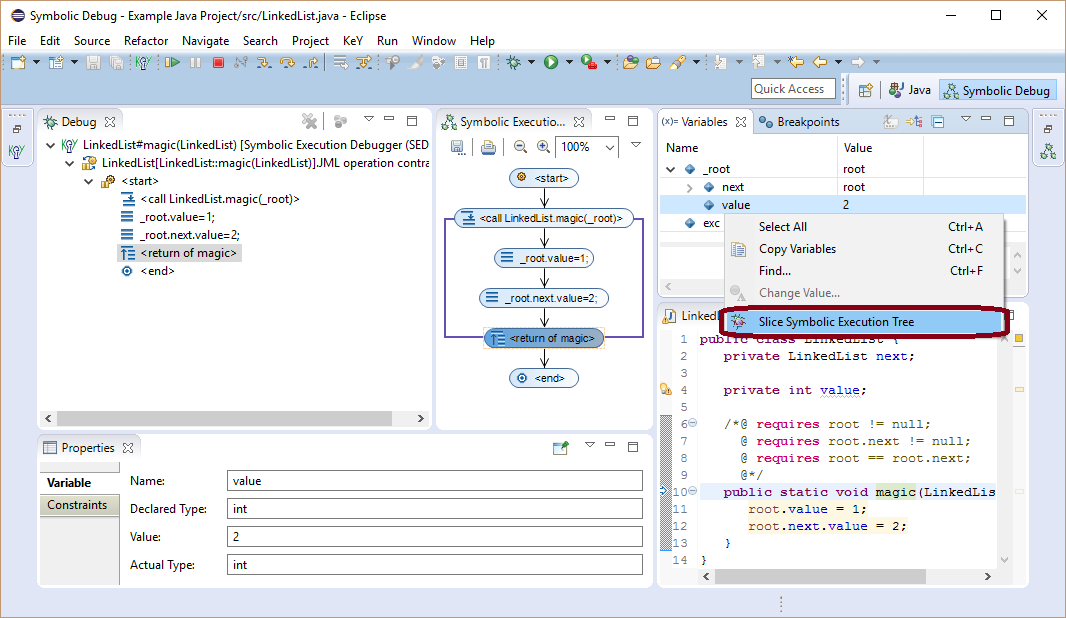 Symbolic Debug - Example Java Project/src/LinkedList.java - Eclipse
File Edit Source Refactor Navigate Search Project KeY Run Window Help
Quick Access
Java
Symbolic Debug
Debug
LinkedList#magic(LinkedList) [Symbolic Execution Debugger (SED
LinkedList[LinkedList::magic(LinkedList)]JML operation contra
<start>
<call LinkedList.magic(_root)>
_root.value=1;
_root.next.value=2;
<return of magic>
<end>
Symbolic Executio...
100%
<start>
<call LinkedList.magic(_root)>
_root.value=1;
_root.next.value=2;
<return of magic>
<end>
(x)= Variables
Breakpoints
Name Value
_root root
next root
value 2
exc
Select All Ctrl+A
Copy Variables Ctrl+C
Find... Ctrl+F
Change Value...
Slice Symbolic Execution Tree
1 public class LinkedList {
2 private LinkedList next;
3
4 private int value;
5
6 /*@ requires root != null;
7 @ requires root.next != null;
8 @ requires root == root.next;
9 @*/
10 public static void magic(LinkedLis
11 root.value = 1;
12 root.next.value = 2;
13 }
14 }
Properties
Variable
Constraints
Name: value
Declared Type: int
Value: 2
Actual Type: int